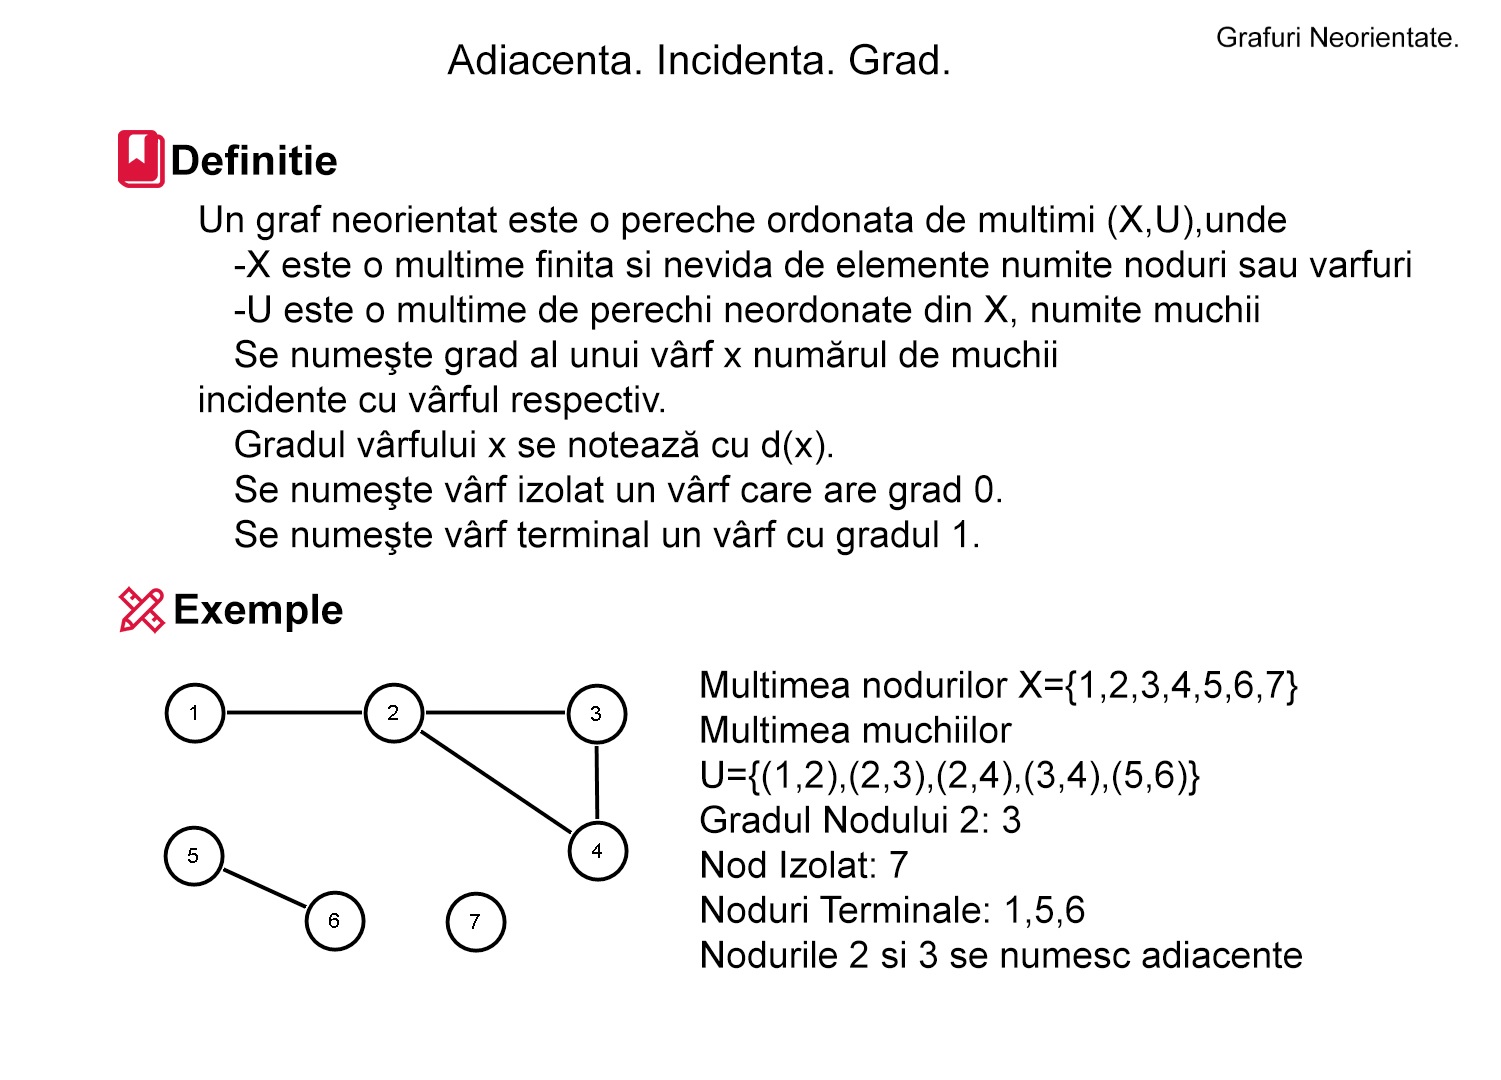 Grafuri Neorientate.
Adiacenta. Incidenta. Grad.
Definitie
Un graf neorientat este o pereche ordonata de multimi (X,U),unde
-X este o multime finita si nevida de elemente numite noduri sau varfuri
-U este o multime de perechi neordonate din X, numite muchii
Se numeşte grad al unui vârf x numărul de muchii
incidente cu vârful respectiv.
Gradul vârfului x se notează cu d(x).
Se numeşte vârf izolat un vârf care are grad 0.
Se numeşte vârf terminal un vârf cu gradul 1.
Exemple
1
2
3
4
5
6
7
Multimea nodurilor X={1,2,3,4,5,6,7}
Multimea muchiilor
U={(1,2),(2,3),(2,4),(3,4),(5,6)}
Gradul Nodului 2: 3
Nod Izolat: 7
Noduri Terminale: 1,5,6
Nodurile 2 si 3 se numesc adiacente